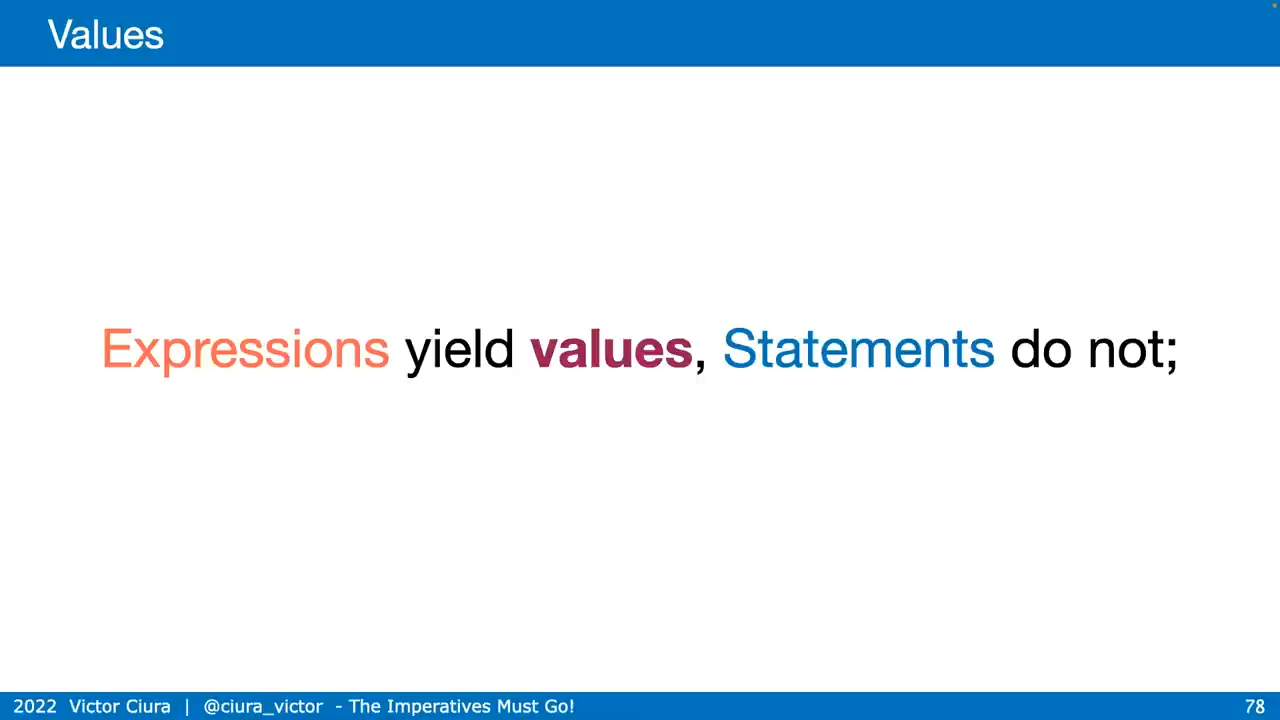 Values
Expressions yield values, Statements do not;
2022 Victor Ciura | @ciura_victor - The Imperatives Must Go!
78